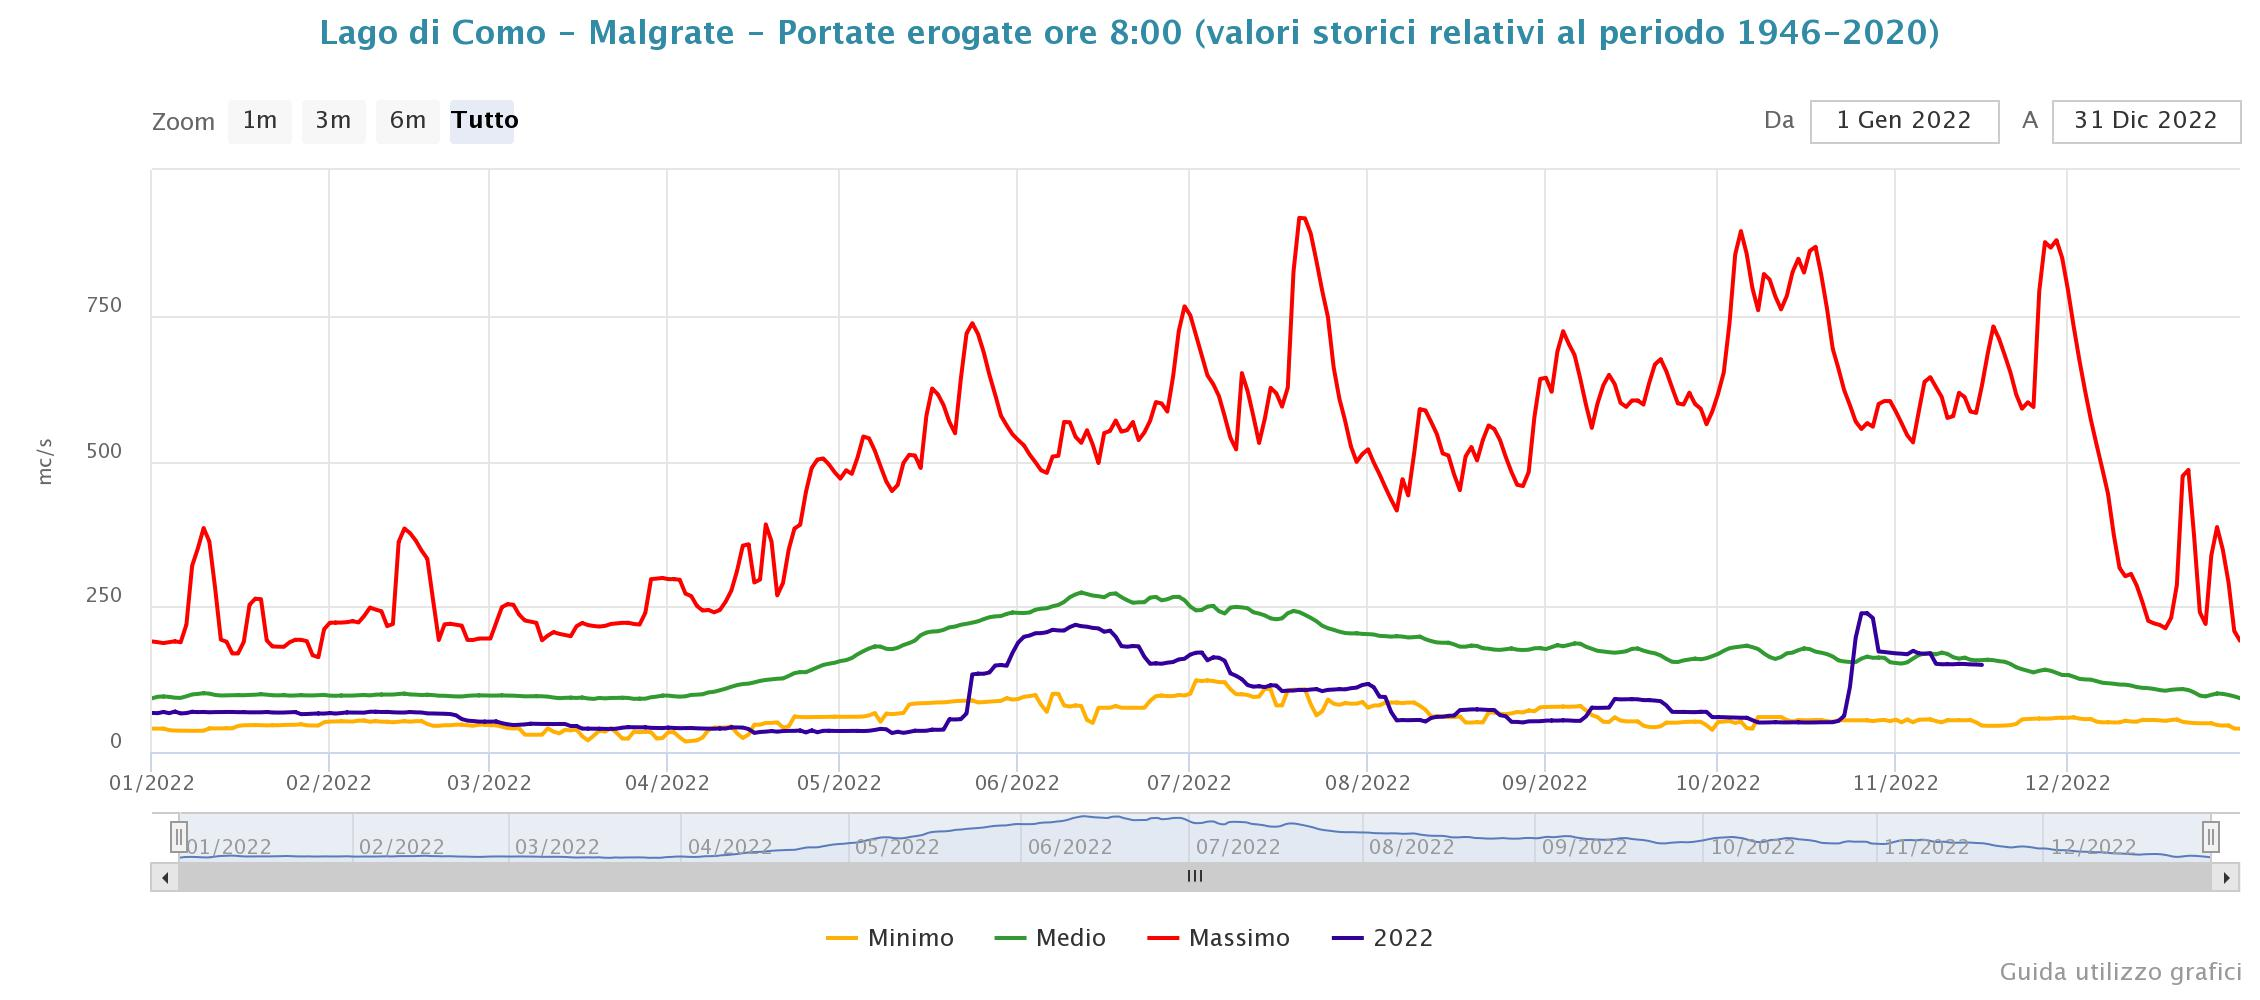 Lago di Como - Malgrate - Portate erogate ore 8:00 (valori storici relativi al periodo 1946-2020)
Zoom 1m 3m 6m Tutto Da 1 Gen 2022 A 31 Dic 2022
750
500
250
0
mc/s
01/2022 02/2022 03/2022 04/2022 05/2022 06/2022 07/2022 08/2022 09/2022 10/2022 11/2022 12/2022
01/2022 02/2022 03/2022 04/2022 05/2022 06/2022 07/2022 08/2022 09/2022 10/2022 11/2022 12/2022
Minimo Medio Massimo 2022
Guida utilizzo grafici